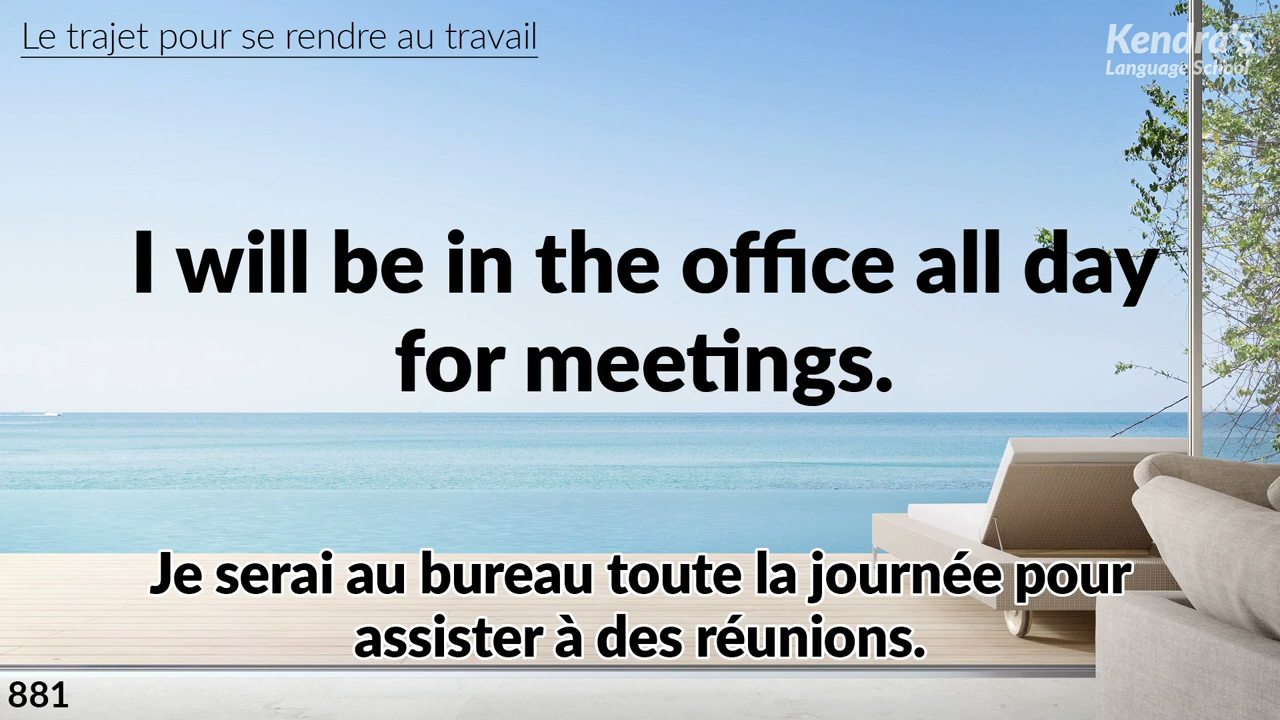 Le trajet pour se rendre au travail
Kendra's
Language School
I will be in the office all day
for meetings.
Je serai au bureau toute la journée pour
assister à des réunions.
881